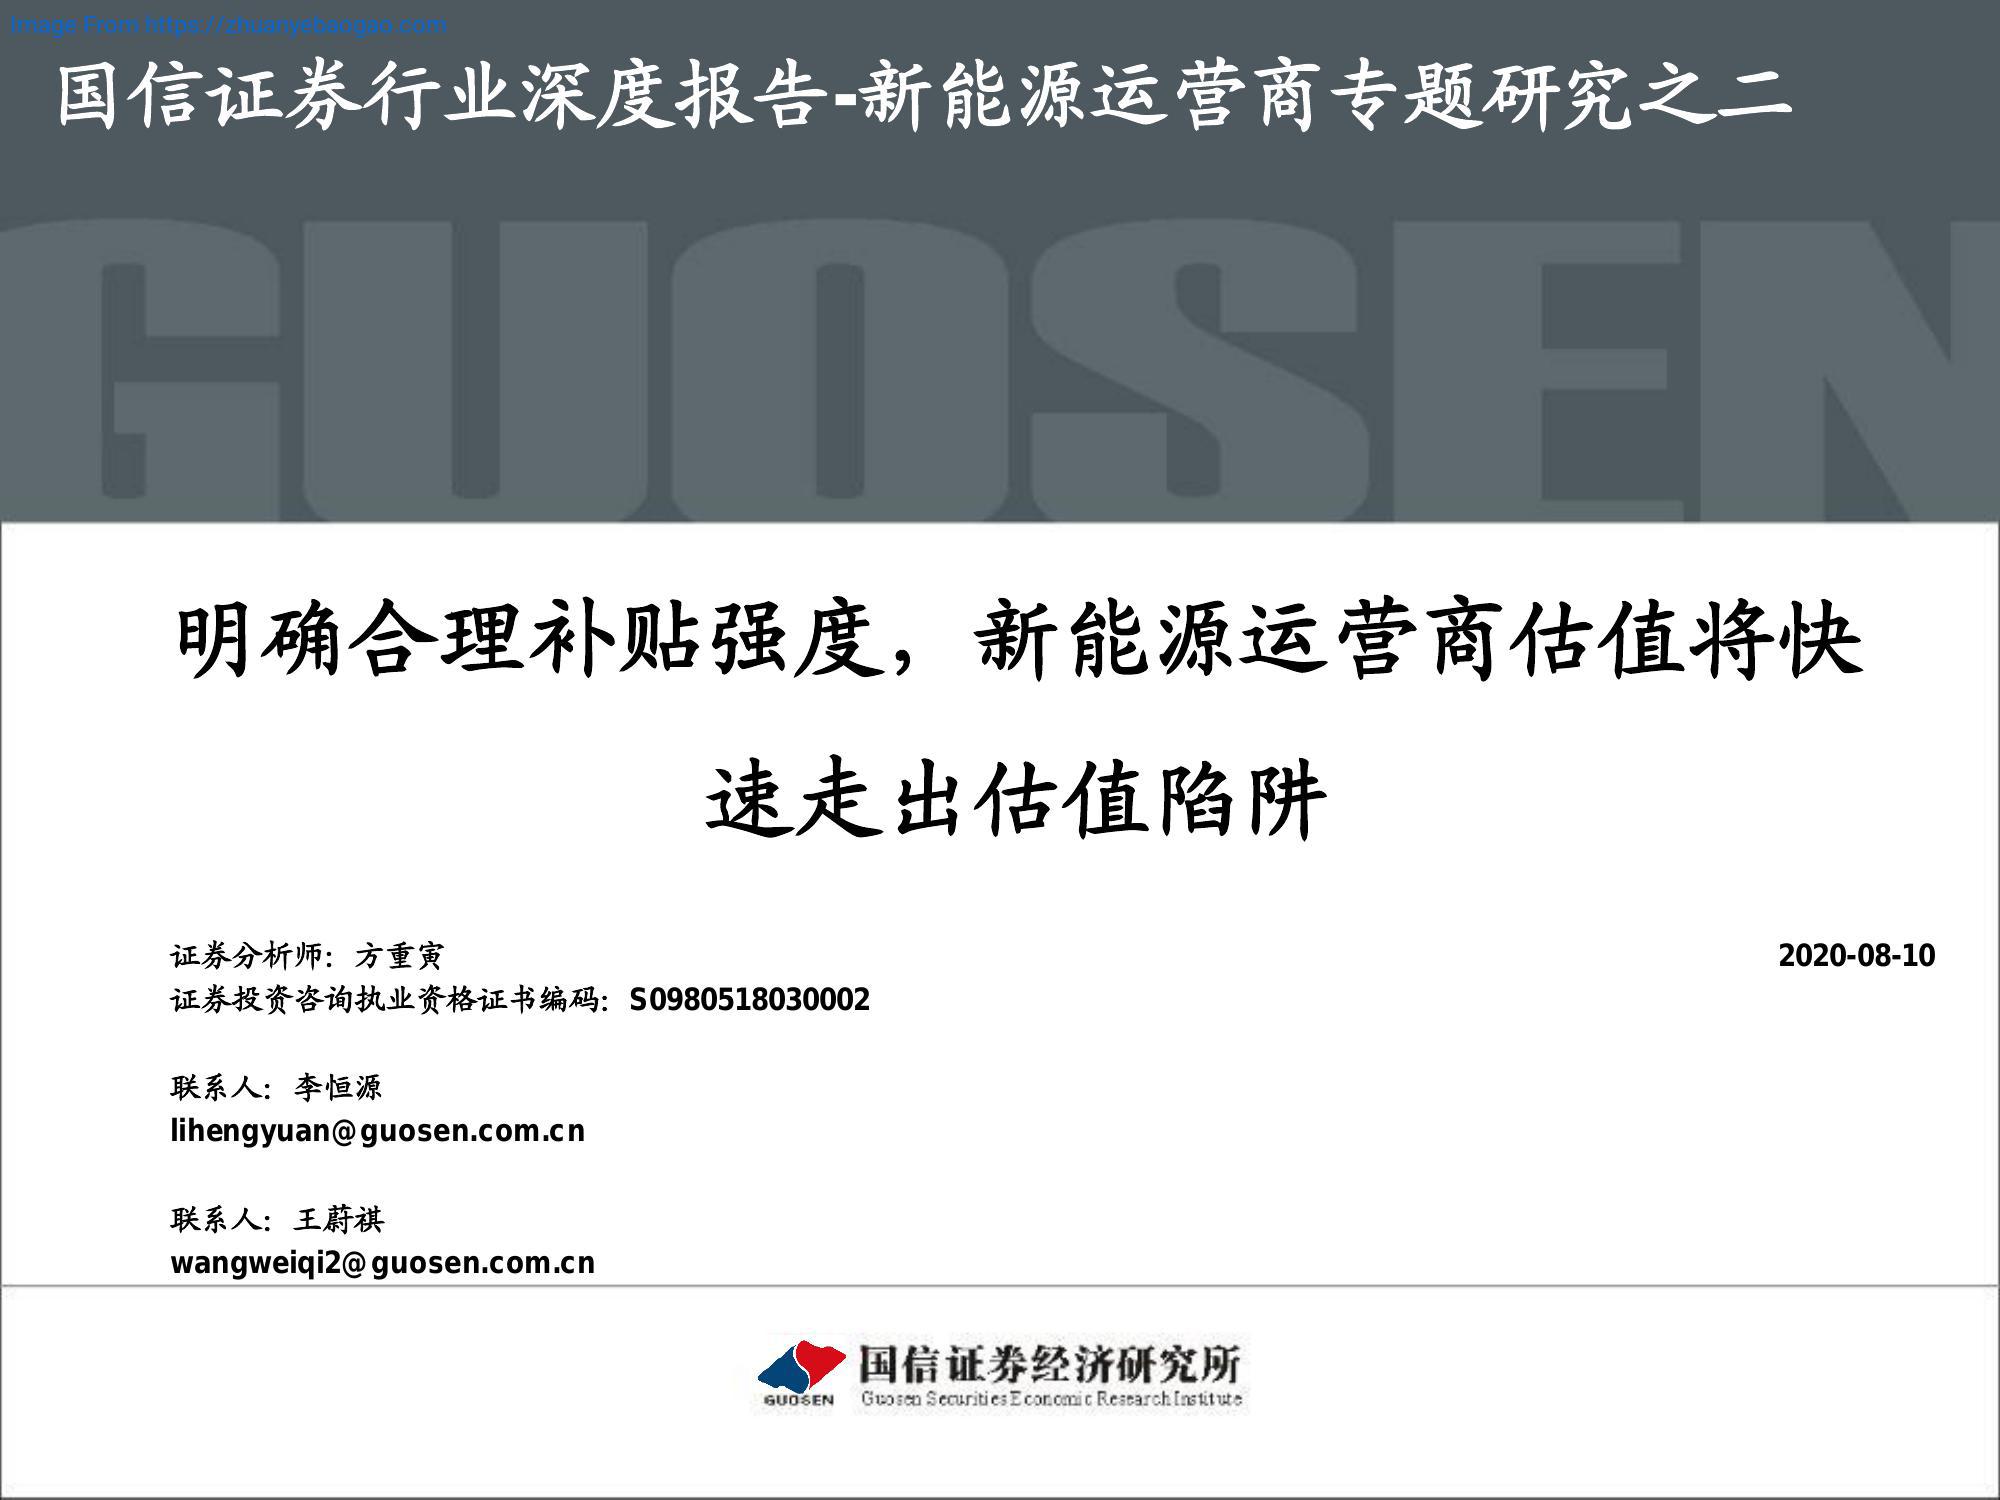 Image From https://zhuanyebaogao.com
国信证券行业深度报告-新能源运营商专题研究之二
GUOSEN
明确合理补贴强度，新能源运营商估值将快
速走出估值陷阱
证券分析师：方重寅
2020-08-10
证券投资咨询执业资格证书编码：S0980518030002
联系人：李恒源
lihengyuan@guosen.com.cn
联系人：王蔚祺
wangweiqi2@guosen.com.cn
国信证券经济研究所
GUOSEN
Guosen Securities Economic Research Institute